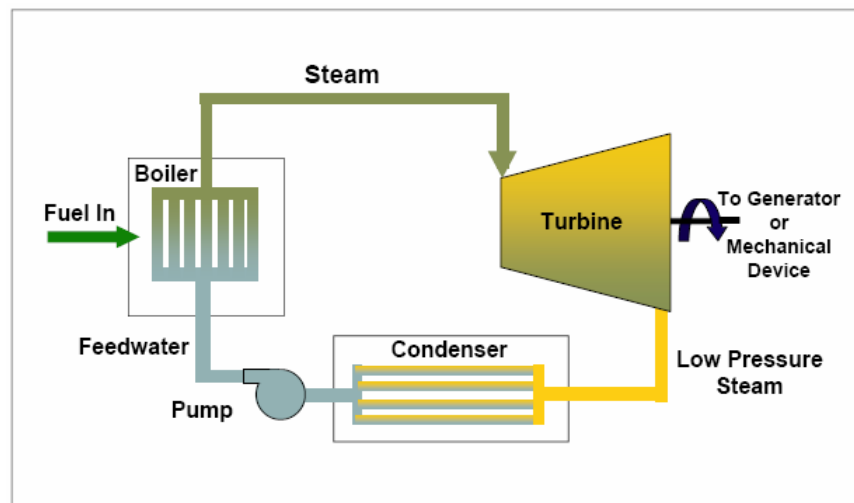 Steam
Boiler
Fuel In
Turbine
To Generator
or
Mechanical
Device
Feedwater
Condenser
Low Pressure
Steam
Pump